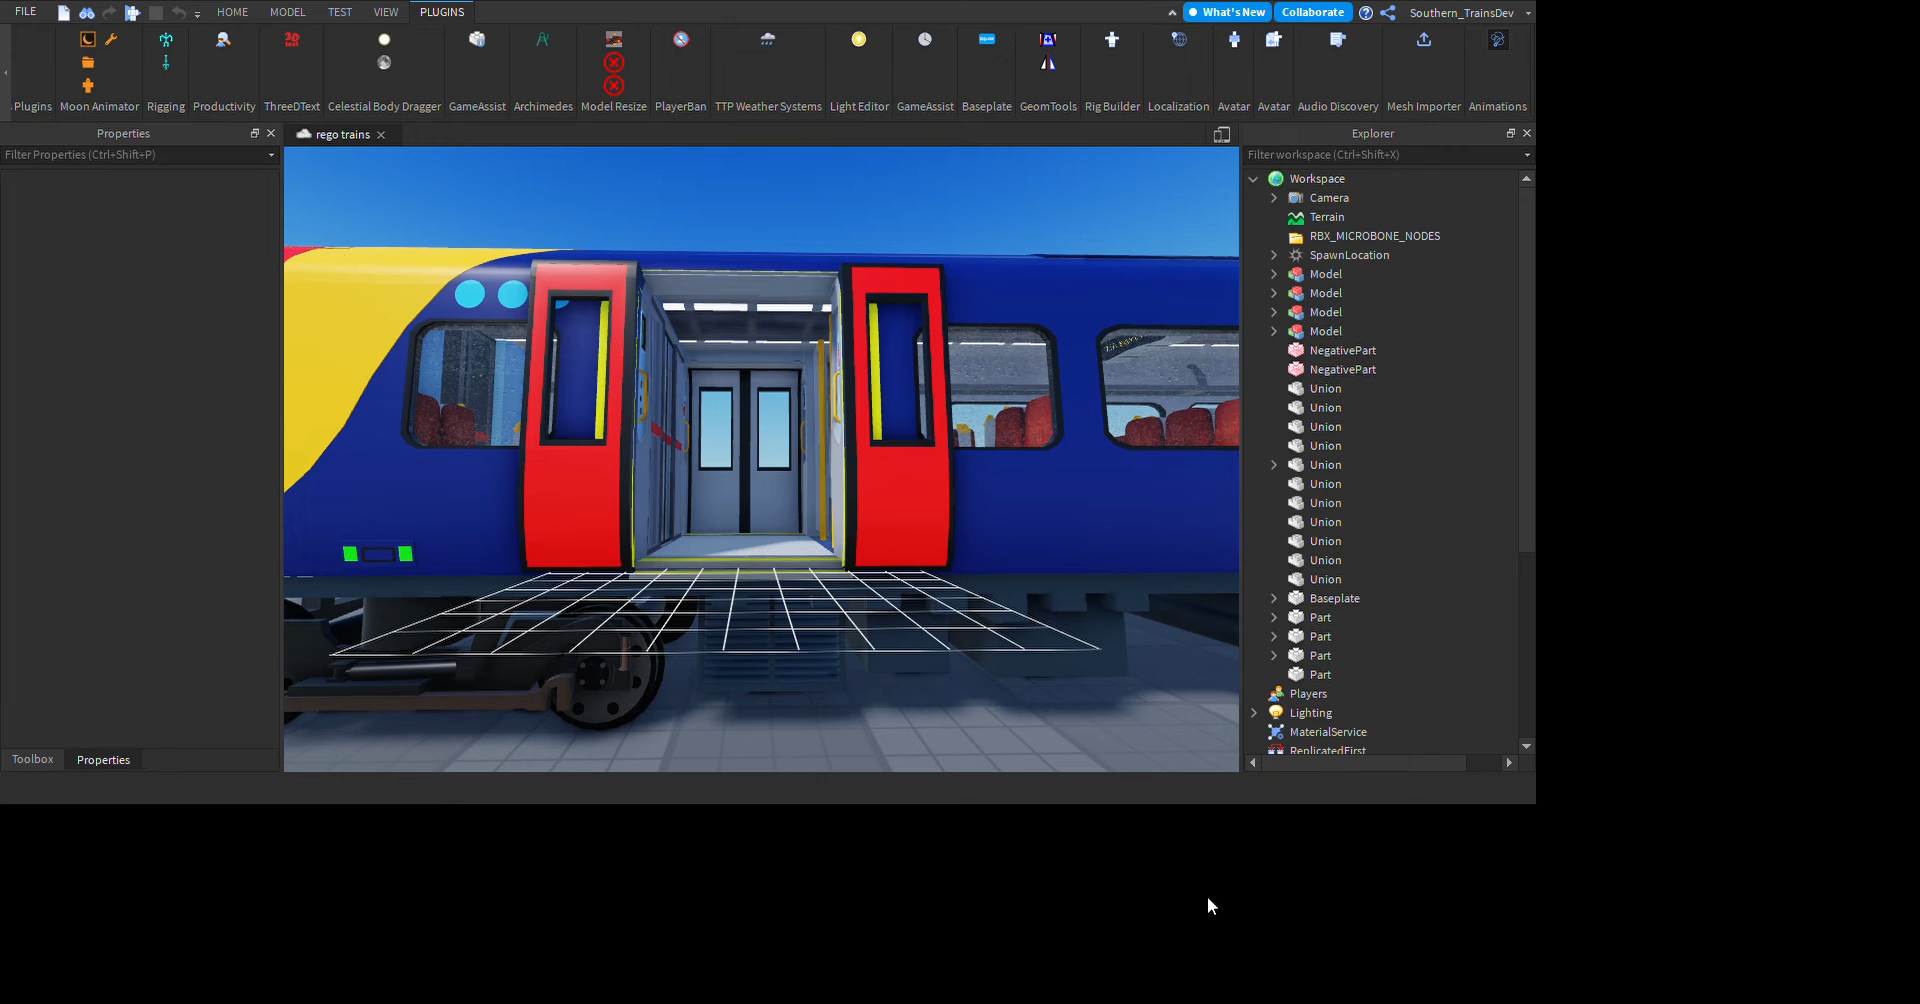 FILE HOME MODEL TEST VIEW PLUGINS What's New Collaborate Southern_TrainsDev
3D
Plugins Moon Animator Rigging Productivity ThreeDText Celestial Body Dragger GameAssist Archimedes Model Resize PlayerBan TTP Weather Systems Light Editor GameAssist Baseplate GeomTools Rig Builder Localization Avatar Avatar Audio Discovery Mesh Importer Animations
Properties
Filter Properties (Ctrl+Shift+P)
Toolbox Properties
rego trains
Explorer
Filter workspace (Ctrl+Shift+X)
Workspace
Camera
Terrain
RBX_MICROBONE_NODES
SpawnLocation
Model
Model
Model
Model
NegativePart
NegativePart
Union
Union
Union
Union
Union
Union
Union
Union
Union
Union
Union
Baseplate
Part
Part
Part
Part
Players
Lighting
MaterialService
ReplicatedFirst